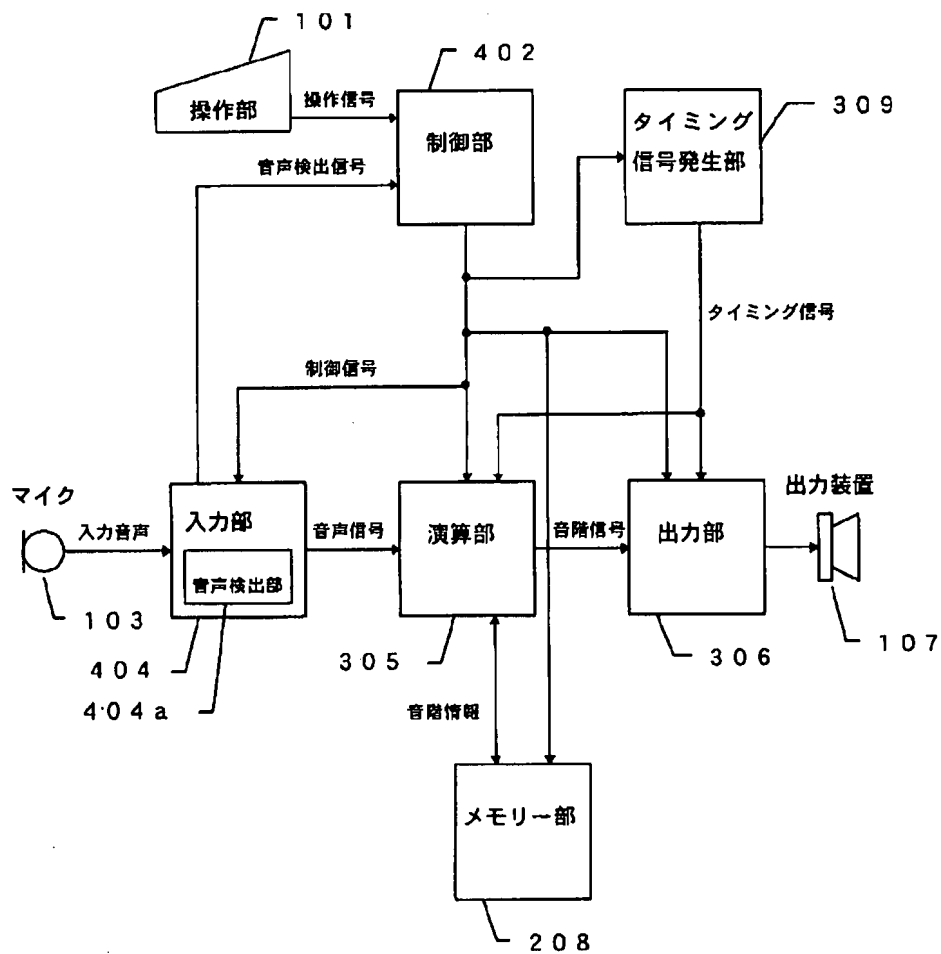 101
操作部
操作信号
402
制御部
音声検出信号
タイミング
信号発生部
309
タイミング信号
制御信号
マイク
入力音声
103
入力部
音声検出部
404
404a
音声信号
演算部
305
音階信号
出力部
306
出力装置
107
音階情報
メモリー部
208